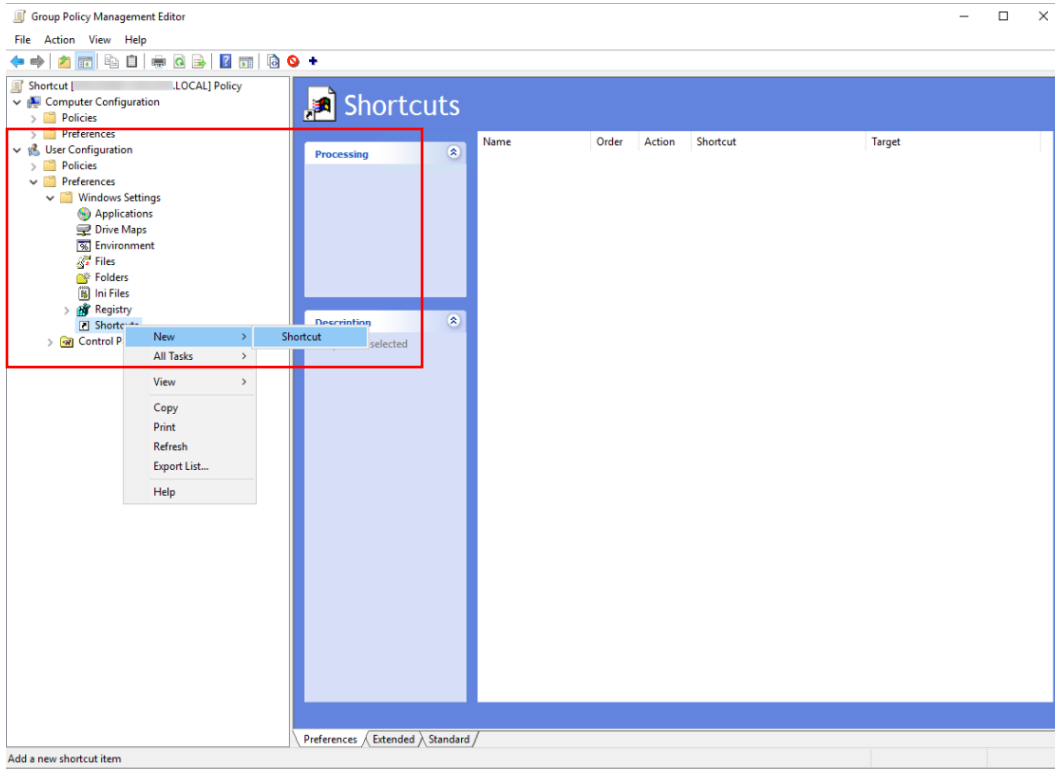 Group Policy Management Editor
File Action View Help
Shortcut [ .LOCAL] Policy
Computer Configuration
Policies
Preferences
User Configuration
Policies
Preferences
Windows Settings
Applications
Drive Maps
Environment
Files
Folders
Ini Files
Registry
Shortcuts
Control P
New
Shortcut
All Tasks
View
Copy
Print
Refresh
Export List...
Help
Shortcuts
Processing
Description
selected
Name Order Action Shortcut Target
Preferences Extended Standard
Add a new shortcut item